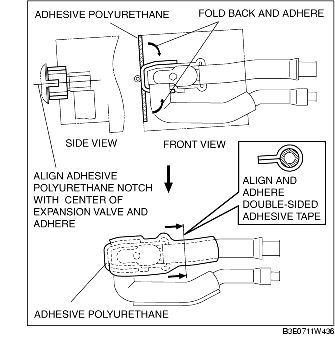 ADHESIVE POLYURETHANE
FOLD BACK AND ADHERE
SIDE VIEW
FRONT VIEW
ALIGN ADHESIVE
POLYURETHANE NOTCH
WITH CENTER OF
EXPANSION VALVE AND
ADHERE
ALIGN AND
ADHERE
DOUBLE-SIDED
ADHESIVE TAPE
ADHESIVE POLYURETHANE
B3E0711W436